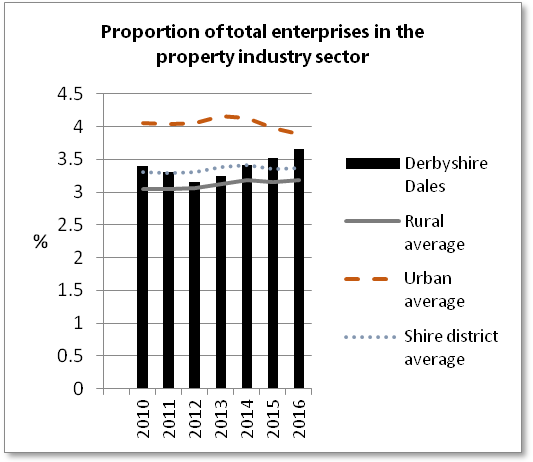 Proportion of total enterprises in the
property industry sector
4.5
4
3.5
3
2.5
2
1.5
1
0.5
0
%
2010
2011
2012
2013
2014
2015
2016
Derbyshire
Dales
Rural
average
Urban
average
Shire district
average